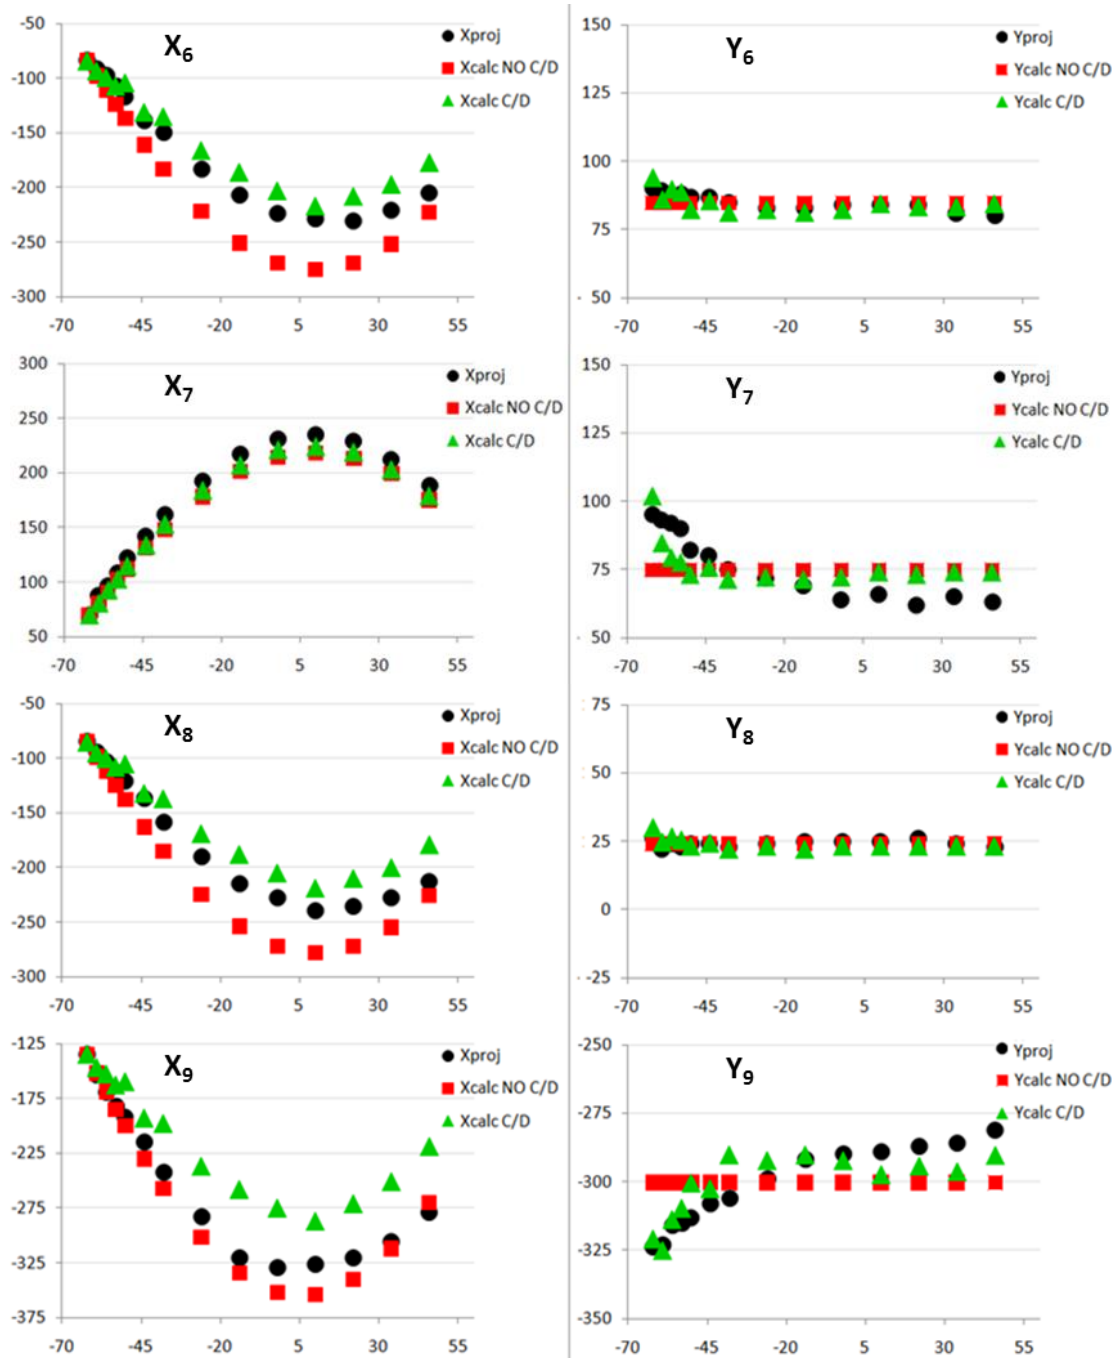 X6
Xproj
Xcalc NO C/D
Xcalc C/D
-50
-100
-150
-200
-250
-300
-70 -45 -20 5 30 55
Y6
Yproj
Ycalc NO C/D
Ycalc C/D
150
125
100
75
50
-70 -45 -20 5 30 55
X7
Xproj
Xcalc NO C/D
Xcalc C/D
300
250
200
150
100
50
-70 -45 -20 5 30 55
Y7
Yproj
Ycalc NO C/D
Ycalc C/D
150
125
100
75
50
-70 -45 -20 5 30 55
X8
Xproj
Xcalc NO C/D
Xcalc C/D
-50
-100
-150
-200
-250
-300
-70 -45 -20 5 30 55
Y8
Yproj
Ycalc NO C/D
Ycalc C/D
75
50
25
0
-25
-70 -45 -20 5 30 55
X9
Xproj
Xcalc NO C/D
Xcalc C/D
-125
-175
-225
-275
-325
-375
-70 -45 -20 5 30 55
Y9
Yproj
Ycalc NO C/D
Ycalc C/D
-250
-275
-300
-325
-350
-70 -45 -20 5 30 55